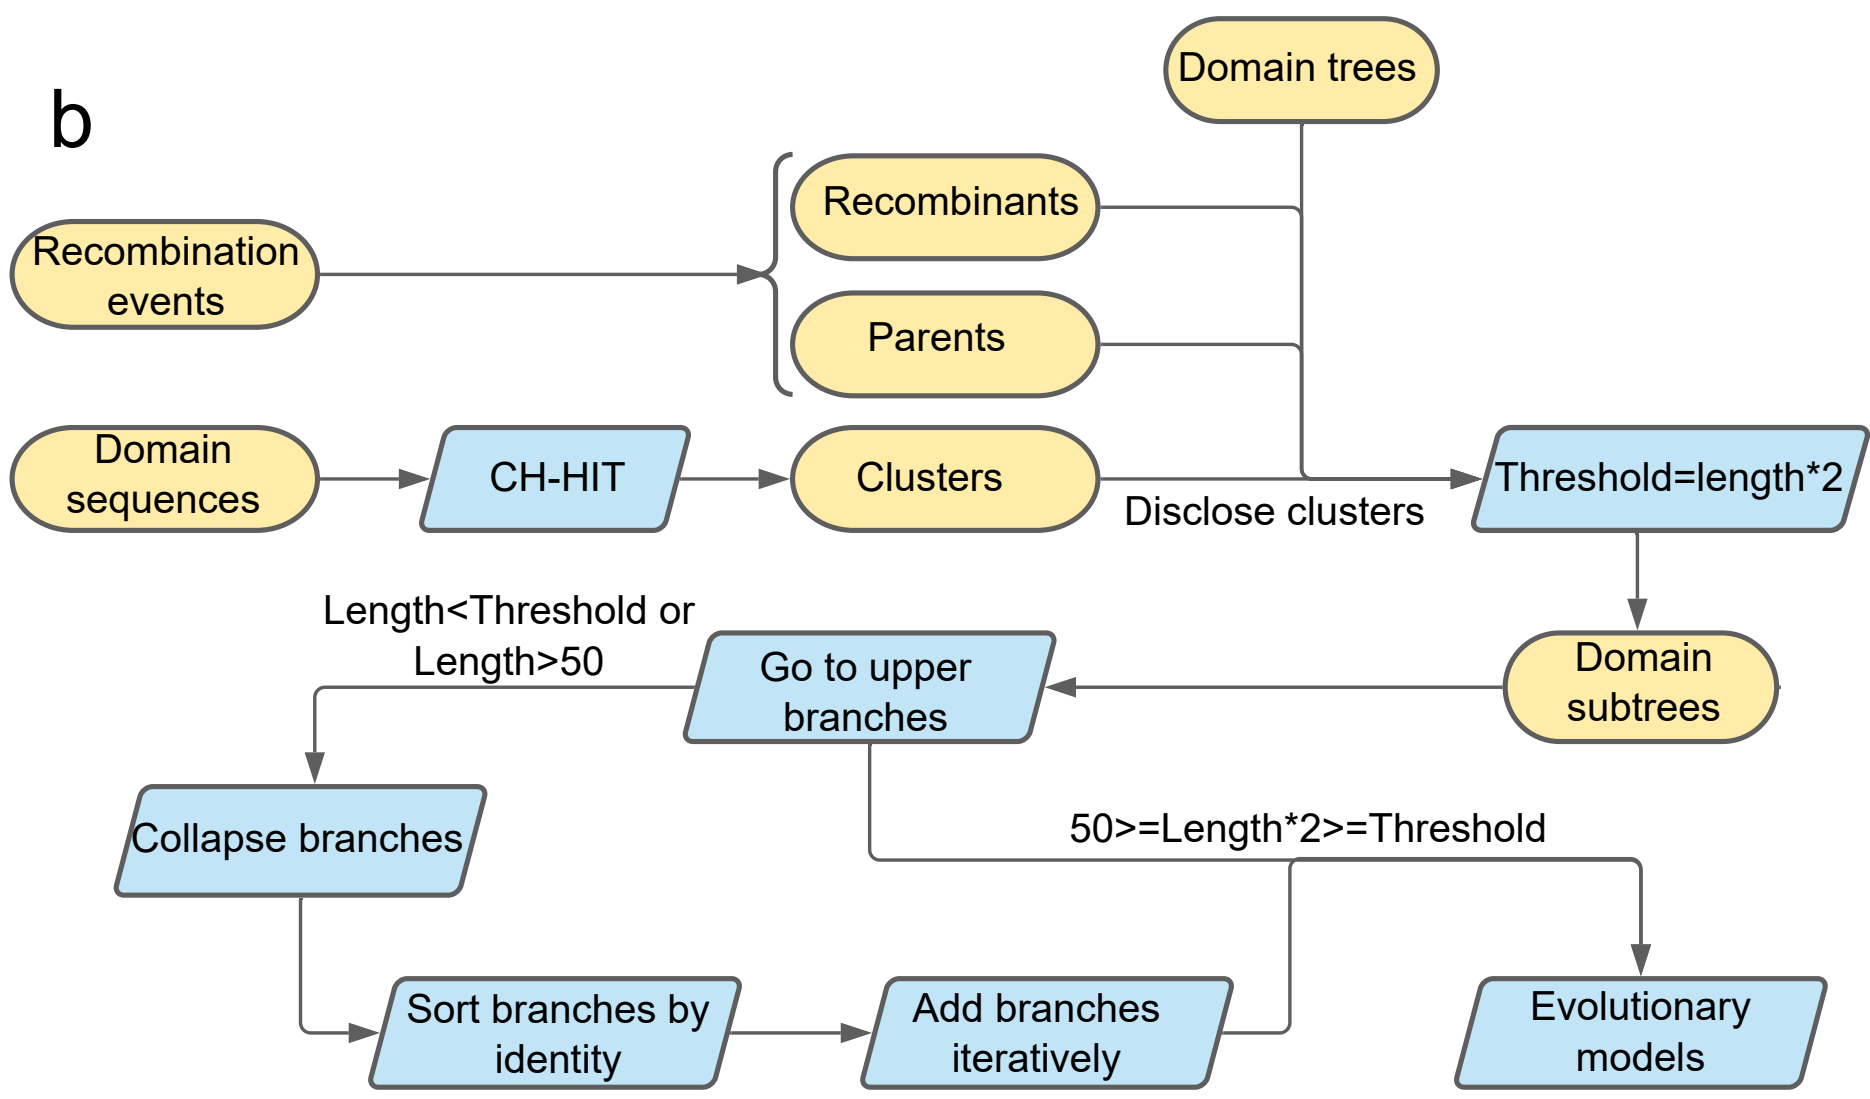 b
Domain trees
Recombinants
Recombination
events
Parents
Domain
sequences
CH-HIT
Clusters
Disclose clusters
Threshold=length*2
Length<Threshold or
Length>50
Go to upper
branches
Domain
subtrees
Collapse branches
50>=Length*2>=Threshold
Sort branches by
identity
Add branches
iteratively
Evolutionary
models